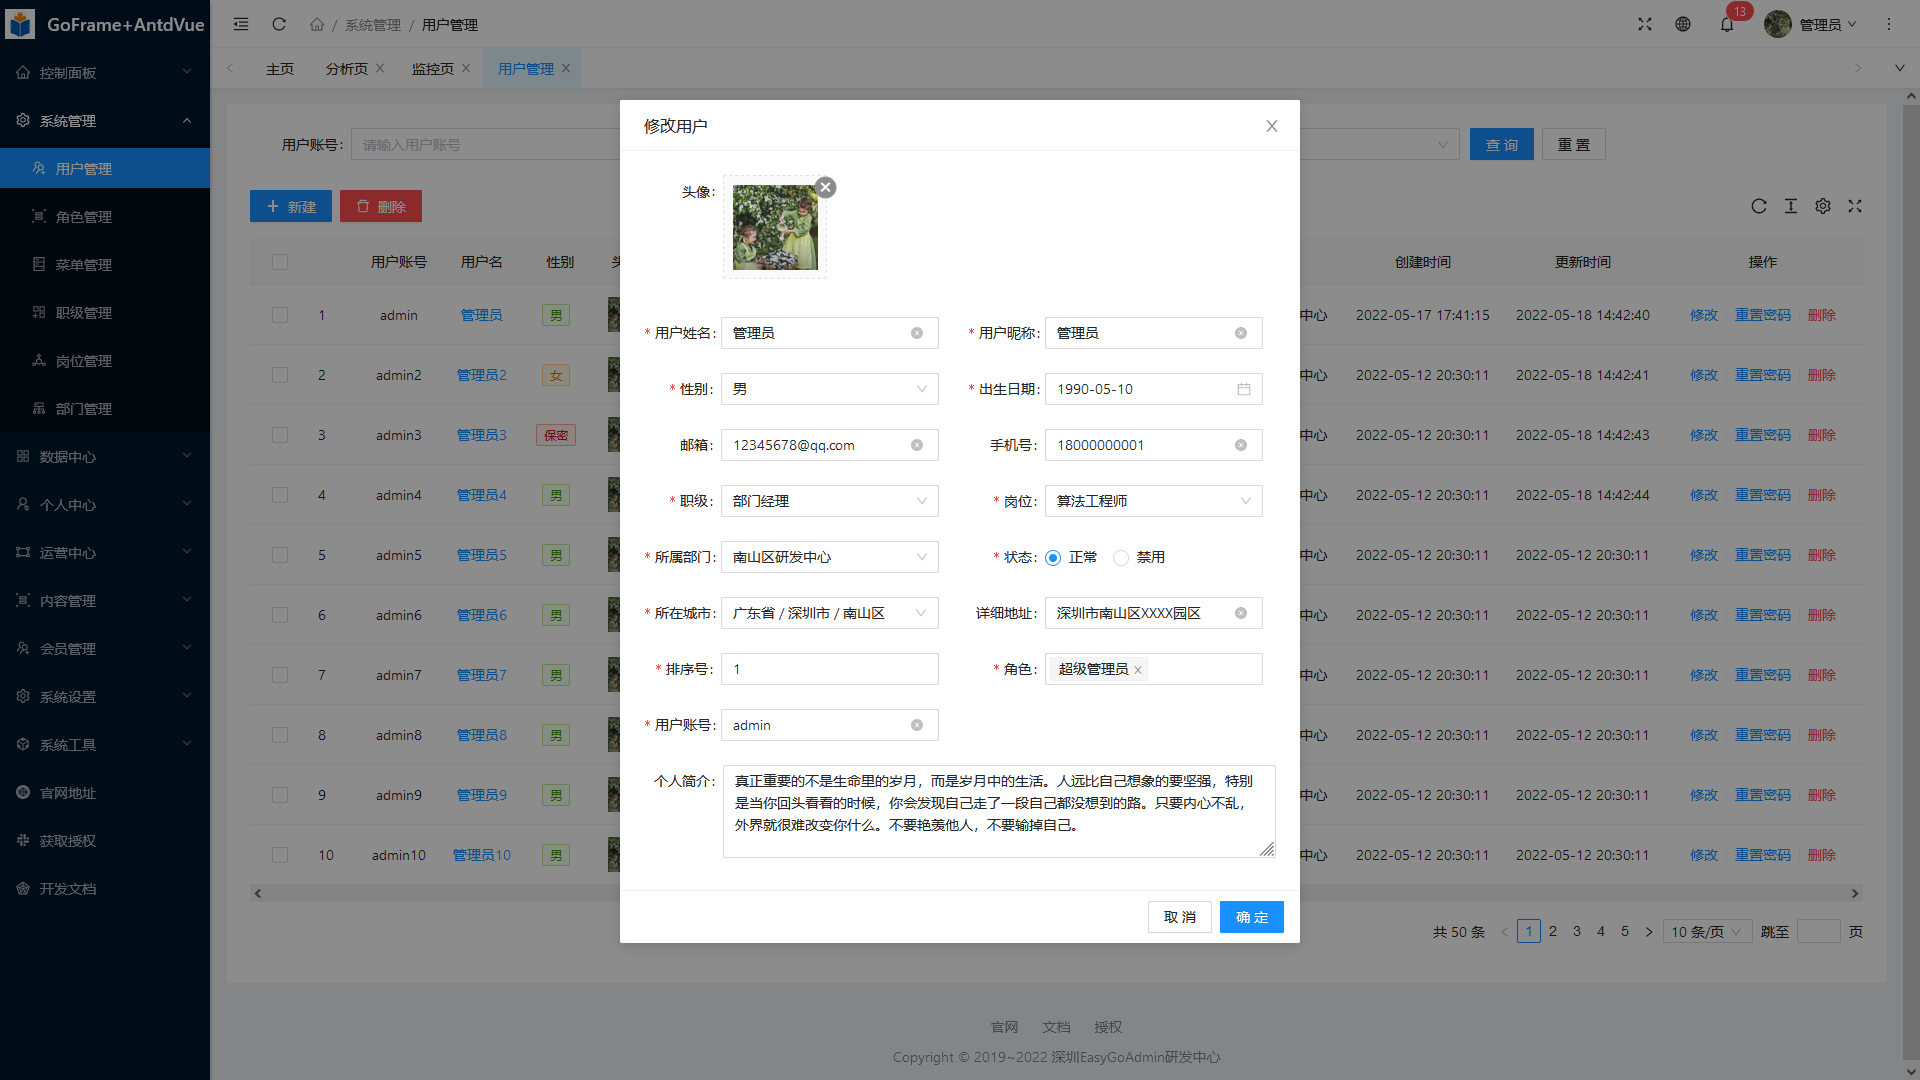 GoFrame+AntdVue
系统管理 / 用户管理
13
管理员
控制面板
系统管理
用户管理
角色管理
菜单管理
职级管理
岗位管理
部门管理
数据中心
个人中心
运营中心
内容管理
会员管理
系统设置
系统工具
官网地址
获取授权
开发文档
主页 分析页 监控页 用户管理
用户账号: 请输入用户账号 查 询 重 置
新建 删除
用户账号 用户名 性别 创建时间 更新时间 操作
1 admin 管理员 男 中心 2022-05-17 17:41:15 2022-05-18 14:42:40 修改 重置密码 删除
2 admin2 管理员2 女 中心 2022-05-12 20:30:11 2022-05-18 14:42:41 修改 重置密码 删除
3 admin3 管理员3 保密 中心 2022-05-12 20:30:11 2022-05-18 14:42:43 修改 重置密码 删除
4 admin4 管理员4 男 中心 2022-05-12 20:30:11 2022-05-18 14:42:44 修改 重置密码 删除
5 admin5 管理员5 男 中心 2022-05-12 20:30:11 2022-05-12 20:30:11 修改 重置密码 删除
6 admin6 管理员6 男 中心 2022-05-12 20:30:11 2022-05-12 20:30:11 修改 重置密码 删除
7 admin7 管理员7 男 中心 2022-05-12 20:30:11 2022-05-12 20:30:11 修改 重置密码 删除
8 admin8 管理员8 男 中心 2022-05-12 20:30:11 2022-05-12 20:30:11 修改 重置密码 删除
9 admin9 管理员9 男 中心 2022-05-12 20:30:11 2022-05-12 20:30:11 修改 重置密码 删除
10 admin10 管理员10 男 中心 2022-05-12 20:30:11 2022-05-12 20:30:11 修改 重置密码 删除
共 50 条 1 2 3 4 5 10 条/页 跳至 页
修改用户
头像:
* 用户姓名: 管理员 * 用户昵称: 管理员
* 性别: 男 * 出生日期: 1990-05-10
邮箱: 12345678@qq.com 手机号: 18000000001
* 职级: 部门经理 * 岗位: 算法工程师
* 所属部门: 南山区研发中心 * 状态: 正常 禁用
* 所在城市: 广东省 / 深圳市 / 南山区 详细地址: 深圳市南山区XXXX园区
* 排序号: 1 * 角色: 超级管理员
* 用户账号: admin
个人简介: 真正重要的不是生命里的岁月，而是岁月中的生活。人远比自己想象的要坚强，特别
是当你回头看看的时候，你会发现自己走了一段自己都没想到的路。只要内心不乱，
外界就很难改变你什么。不要艳羡他人，不要输掉自己。
取 消 确 定
官网 文档 授权
Copyright © 2019~2022 深圳EasyGoAdmin研发中心